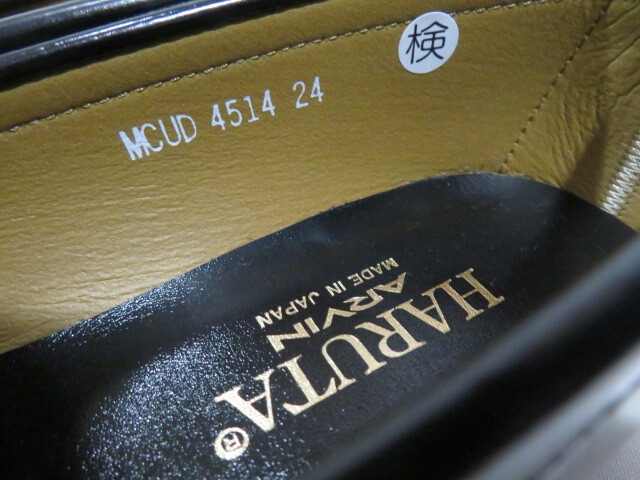 検
MCUD 4514 24
HARUTA®
ARVIN
MADE IN JAPAN